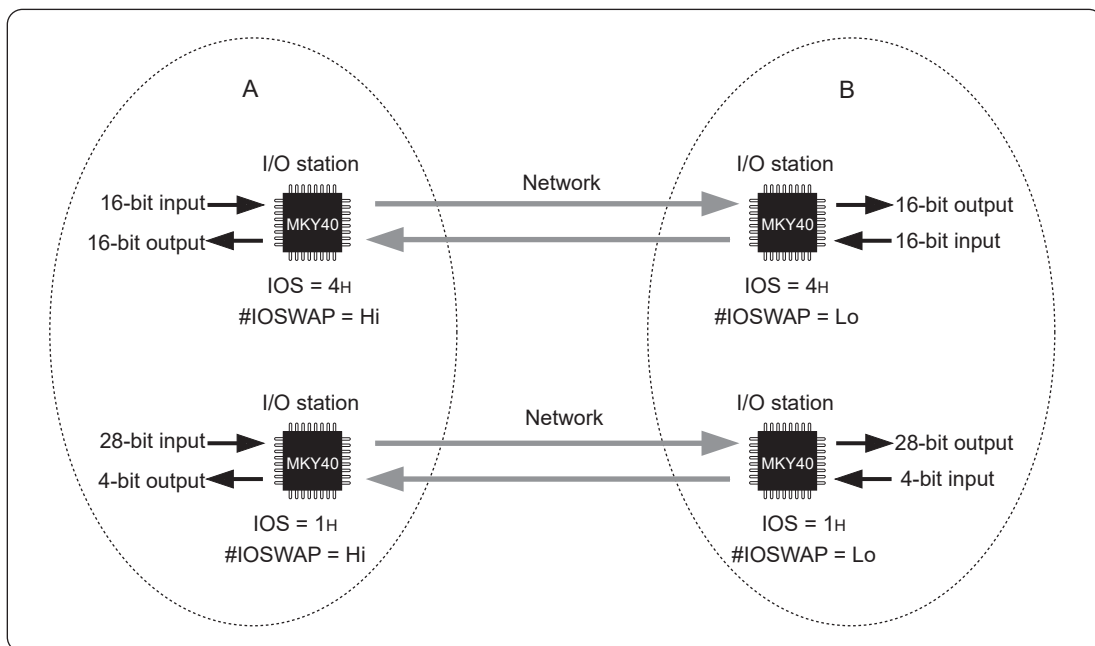 A
B
I/O station
I/O station
Network
16-bit input
MKY40
MKY40
16-bit output
16-bit output
16-bit input
IOS = 4H
IOS = 4H
#IOSWAP = Hi
#IOSWAP = Lo
I/O station
I/O station
Network
28-bit input
MKY40
MKY40
28-bit output
4-bit output
4-bit input
IOS = 1H
IOS = 1H
#IOSWAP = Hi
#IOSWAP = Lo